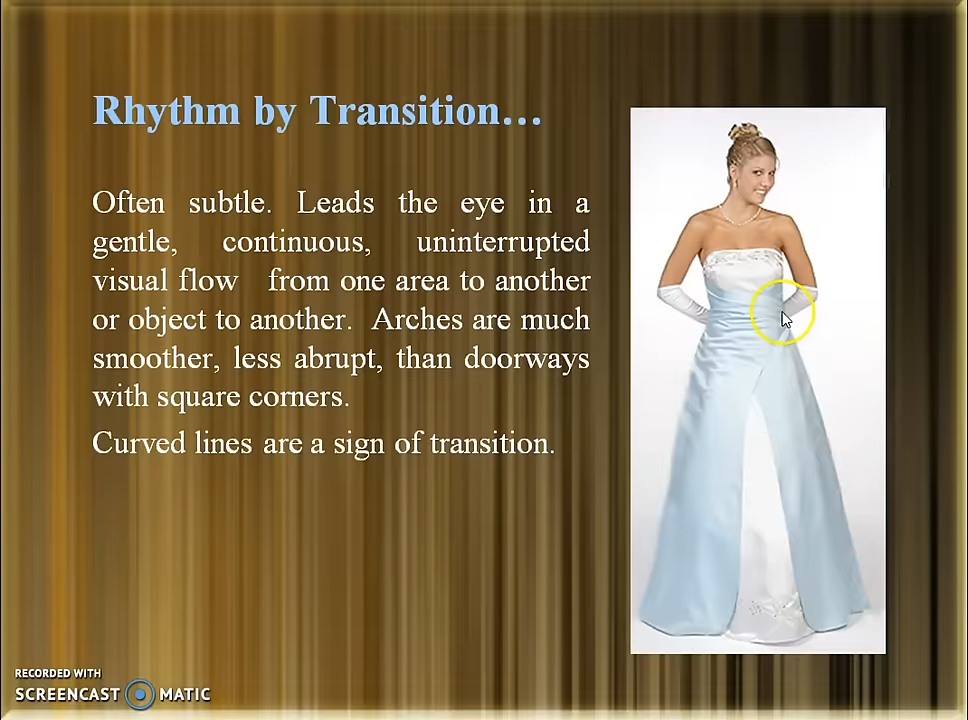 Rhythm by Transition…
Often subtle. Leads the eye in a
gentle, continuous, uninterrupted
visual flow from one area to another
or object to another. Arches are much
smoother, less abrupt, than doorways
with square corners.
Curved lines are a sign of transition.
RECORDED WITH
SCREENCAST MATIC